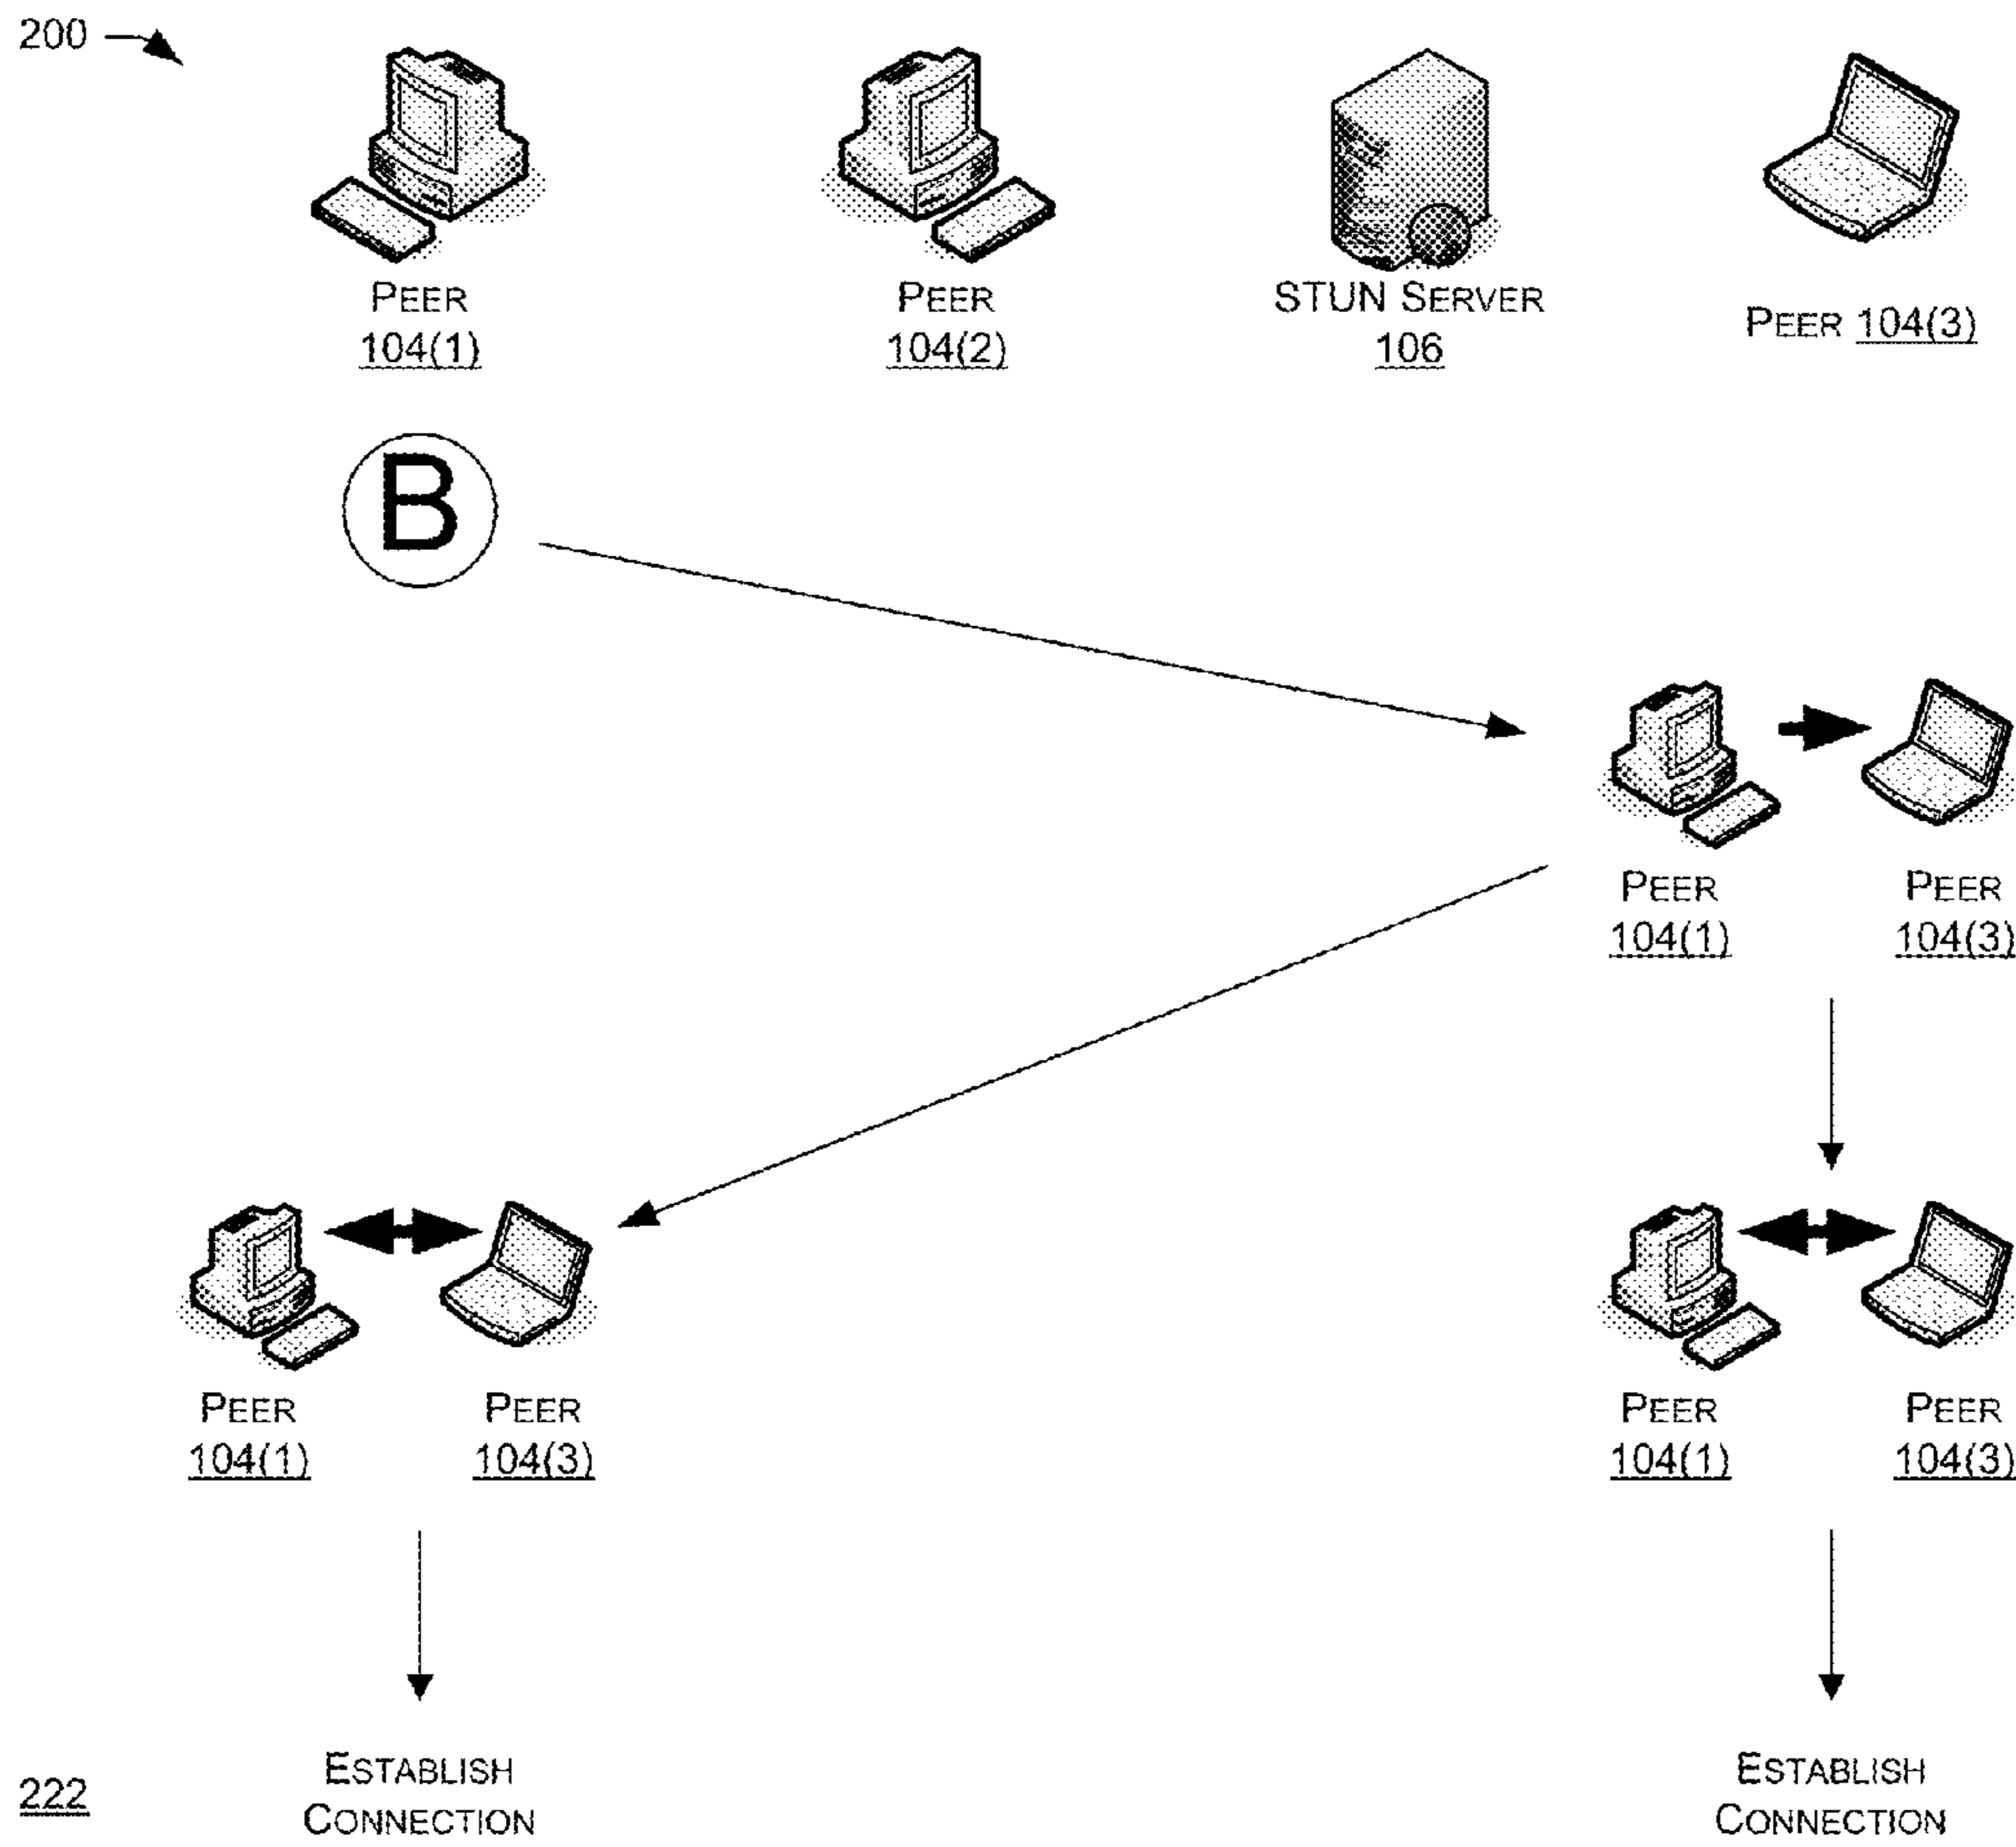 200
PEER
104(1)
PEER
104(2)
STUN SERVER
106
PEER 104(3)
B
PEER
104(1)
PEER
104(3)
PEER
104(1)
PEER
104(3)
PEER
104(1)
PEER
104(3)
222
ESTABLISH
CONNECTION
ESTABLISH
CONNECTION